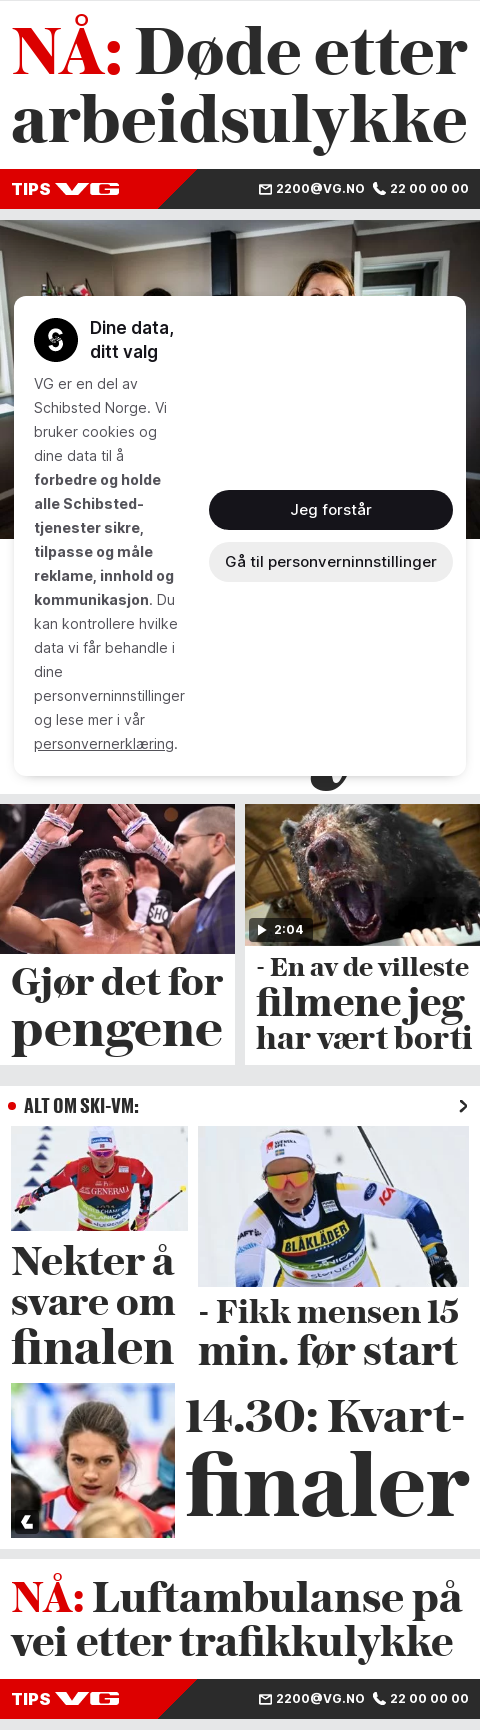 NÅ: Døde etter
arbeidsulykke
TIPS VG
2200@VG.NO 22 00 00 00
Dine data,
ditt valg
VG er en del av
Schibsted Norge. Vi
bruker cookies og
dine data til å
forbedre og holde
alle Schibsted-
tjenester sikre,
tilpasse og måle
reklame, innhold og
kommunikasjon. Du
kan kontrollere hvilke
data vi får behandle i
dine
personverninnstillinger
og lese mer i vår
personvernerklæring.
Jeg forstår
Gå til personverninnstillinger
Gjør det for
pengene
2:04
- En av de villeste
filmene jeg
har vært borti
ALT OM SKI-VM:
Nekter å
svare om
finalen
BLÅKLÄDER
- Fikk mensen 15
min. før start
14.30: Kvart-
finaler
NÅ: Luftambulanse på
vei etter trafikkulykke
TIPS VG
2200@VG.NO 22 00 00 00